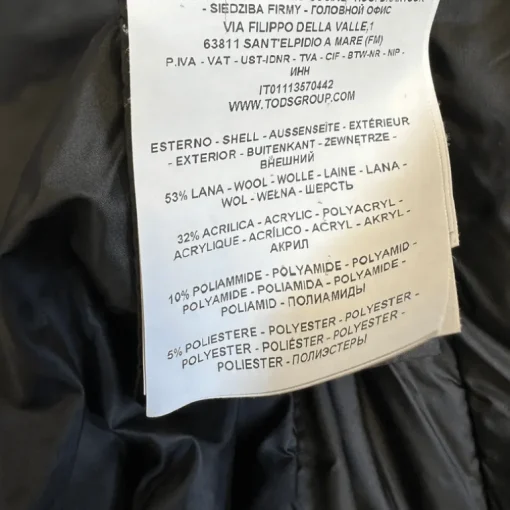 - SIEDZIBA FIRMY - ГОЛОВНОЙ ОФИС
VIA FILIPPO DELLA VALLE,1
63811 SANT'ELPIDIO A MARE (FM)
P.IVA - VAT - UST-IDNR - TVA - CIF - BTW-NR - NIP -
ИНН
IT01113570442
WWW.TODSGROUP.COM
ESTERNO - SHELL - AUSSENSEITE - EXTÉRIEUR
- EXTERIOR - BUITENKANT - ZEWNĘTRZE -
ВНЕШНИЙ
53% LANA - WOOL - WOLLE - LAINE - LANA -
WOL - WEŁNA - ШЕРСТЬ
32% ACRILICA - ACRYLIC - POLYACRYL -
ACRYLIQUE - ACRÍLICO - ACRYL - AKRYL -
АКРИЛ
10% POLIAMMIDE - POLYAMIDE - POLYAMID -
POLYAMIDE - POLIAMIDA - POLYAMIDE -
POLIAMID - ПОЛИАМИДЫ
5% POLIESTERE - POLYESTER - POLYESTER -
POLYESTER - POLIÉSTER - POLYESTER -
POLIESTER - ПОЛИЭСТЕРЫ